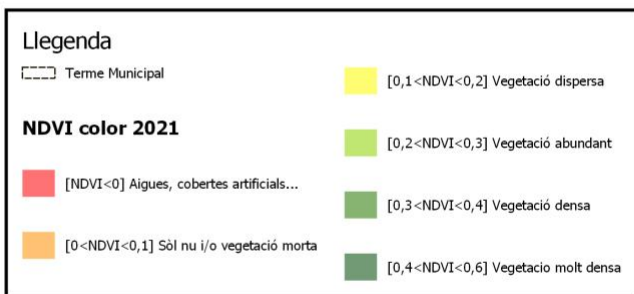 Llegenda
Terme Municipal
NDVI color 2021
[NDVI<0] Aigues, cobertes artificials...
[0<NDVI<0,1] Sòl nu i/o vegetació morta
[0,1<NDVI<0,2] Vegetació dispersa
[0,2<NDVI<0,3] Vegetació abundant
[0,3<NDVI<0,4] Vegetació densa
[0,4<NDVI<0,6] Vegetacio molt densa